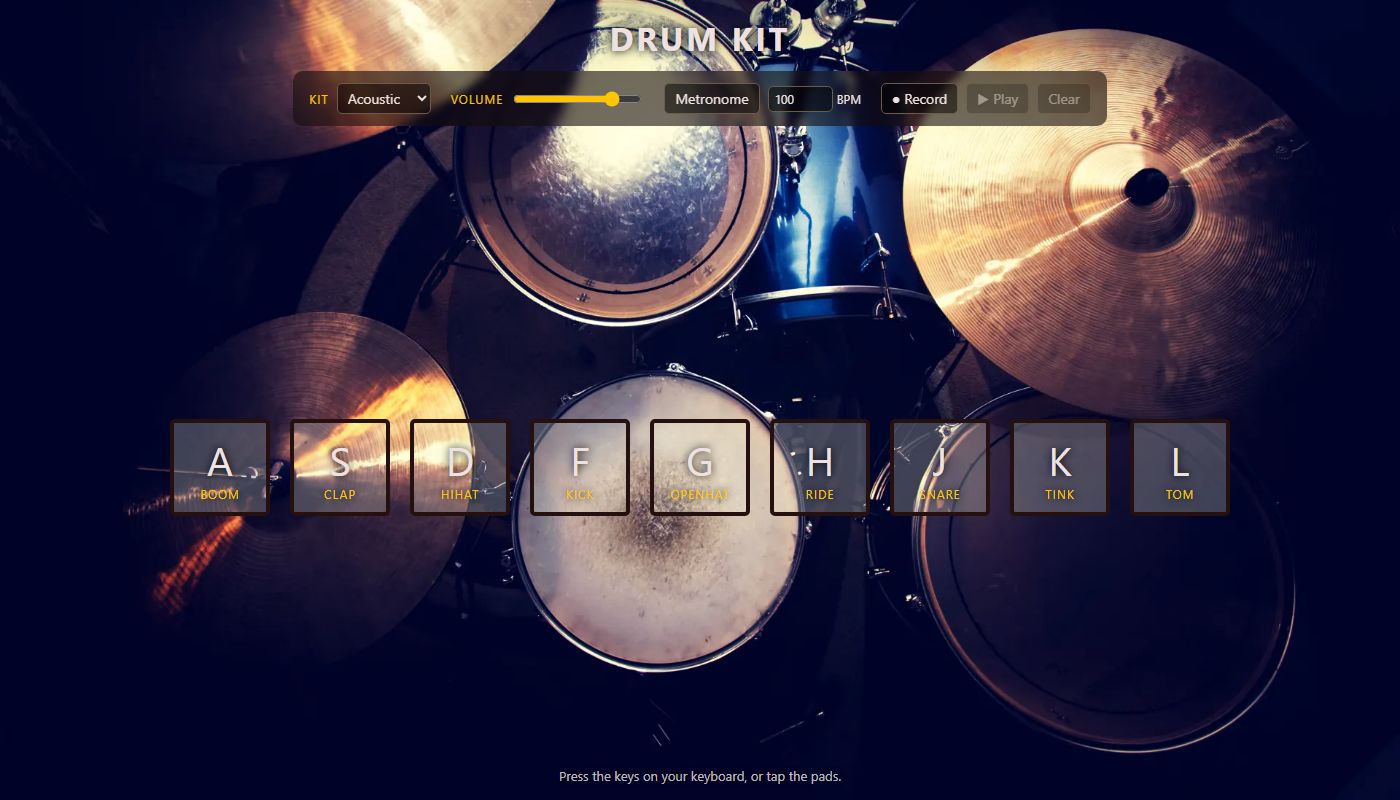 DRUM KIT
KIT Acoustic VOLUME Metronome 100 BPM ● Record ▶ Play Clear
A S D F G H J K L
BOOM CLAP HIHAT KICK OPENHAT RIDE SNARE TINK TOM
Press the keys on your keyboard, or tap the pads.